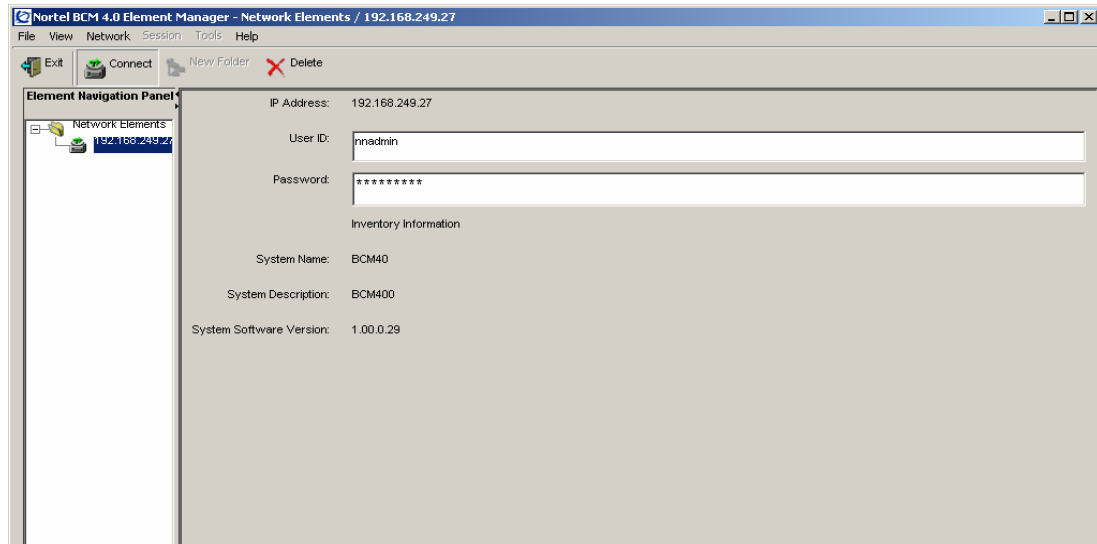 Nortel BCM 4.0 Element Manager - Network Elements / 192.168.249.27
File View Network Session Tools Help
Exit Connect New Folder Delete
Element Navigation Panel
Network Elements
192.168.249.27
IP Address: 192.168.249.27
User ID: nnadmin
Password: *********
Inventory Information
System Name: BCM40
System Description: BCM400
System Software Version: 1.00.0.29